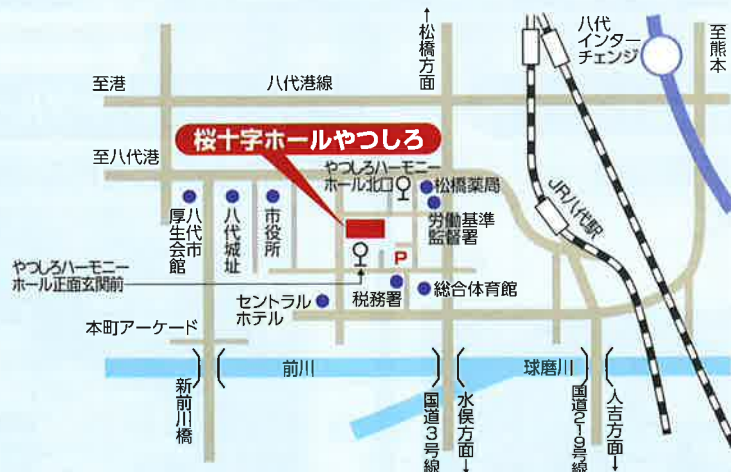 ↑松橋方面
八代
インター
チェンジ
至熊本
至港
八代港線
桜十字ホールやつしろ
至八代港
やつしろハーモニー
ホール北口
松橋薬局
労働基準
監督署
JR八代駅
八代市
厚生会館
八代城址
市役所
P
やつしろハーモニー
ホール正面玄関前
税務署
総合体育館
セントラル
ホテル
本町アーケード
前川
球磨川
新前川橋
国道3号線
水俣方面↓
国道219号線
人吉方面↓